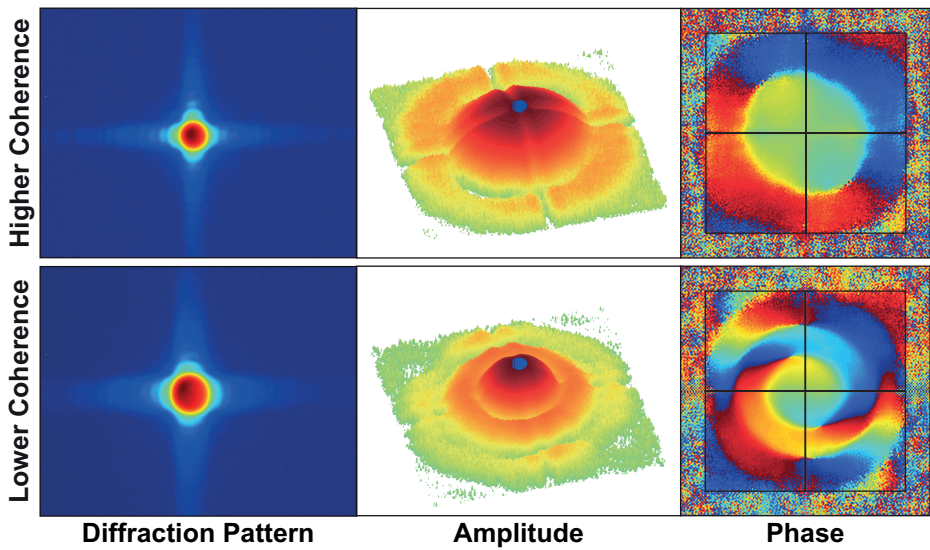 Higher Coherence
Lower Coherence
Diffraction Pattern
Amplitude
Phase